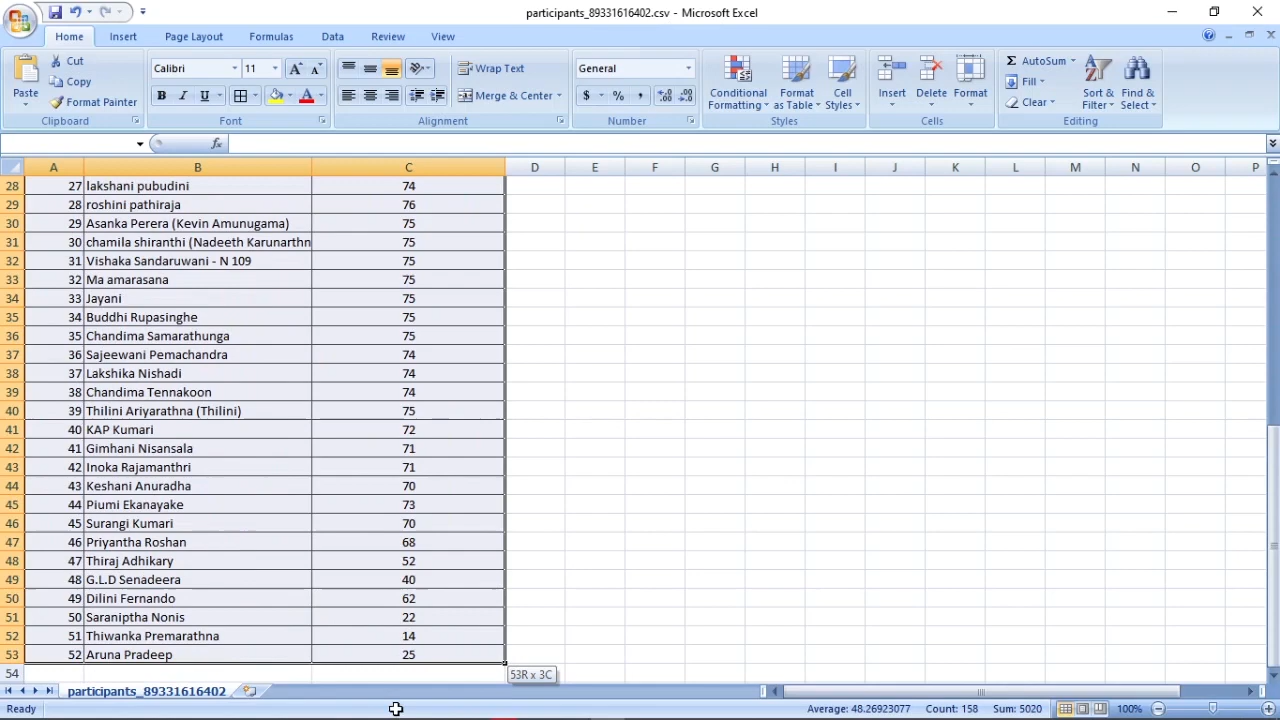 participants_89331616402.csv - Microsoft Excel
Home Insert Page Layout Formulas Data Review View
Paste Cut Copy Format Painter Clipboard
Calibri 11 B I U A A A Font
Wrap Text Merge & Center Alignment
General $ % , Number
Conditional Formatting Format as Table Cell Styles Styles
Insert Delete Format Cells
AutoSum Fill Clear Sort & Filter Find & Select Editing
fx
A B C D E F G H I J K L M N O P
28 27 lakshani pubudini 74
29 28 roshini pathiraja 76
30 29 Asanka Perera (Kevin Amunugama) 75
31 30 chamila shiranthi (Nadeeth Karunarthn 75
32 31 Vishaka Sandaruwani - N 109 75
33 32 Ma amarasana 75
34 33 Jayani 75
35 34 Buddhi Rupasinghe 75
36 35 Chandima Samarathunga 75
37 36 Sajeewani Pemachandra 74
38 37 Lakshika Nishadi 74
39 38 Chandima Tennakoon 74
40 39 Thilini Ariyarathna (Thilini) 75
41 40 KAP Kumari 72
42 41 Gimhani Nisansala 71
43 42 Inoka Rajamanthri 71
44 43 Keshani Anuradha 70
45 44 Piumi Ekanayake 73
46 45 Surangi Kumari 70
47 46 Priyantha Roshan 68
48 47 Thiraj Adhikary 52
49 48 G.L.D Senadeera 40
50 49 Dilini Fernando 62
51 50 Saraniptha Nonis 22
52 51 Thiwanka Premarathna 14
53 52 Aruna Pradeep 25
54 53R x 3C
participants_89331616402
Ready Average: 48.26923077 Count: 158 Sum: 5020 100%